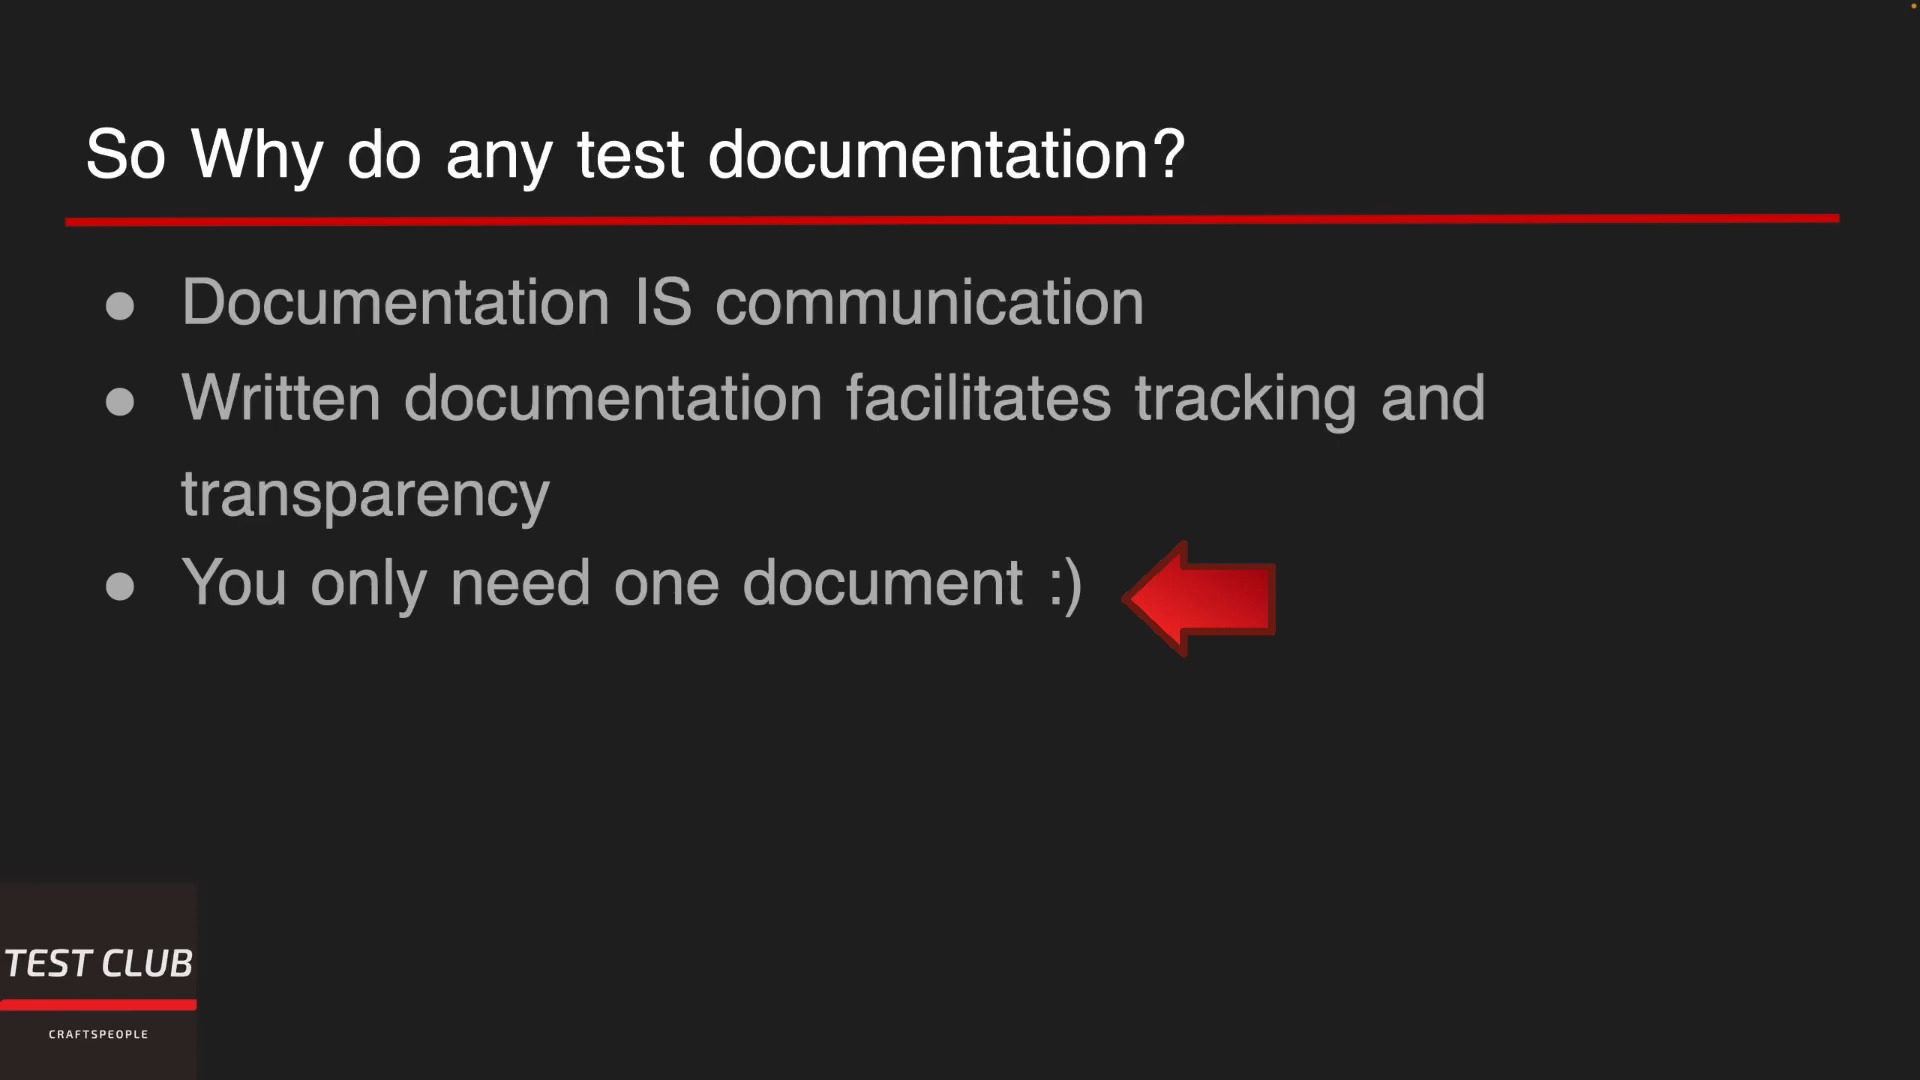 So Why do any test documentation?
● Documentation IS communication
● Written documentation facilitates tracking and
transparency
● You only need one document :)
TEST CLUB
CRAFTSPEOPLE